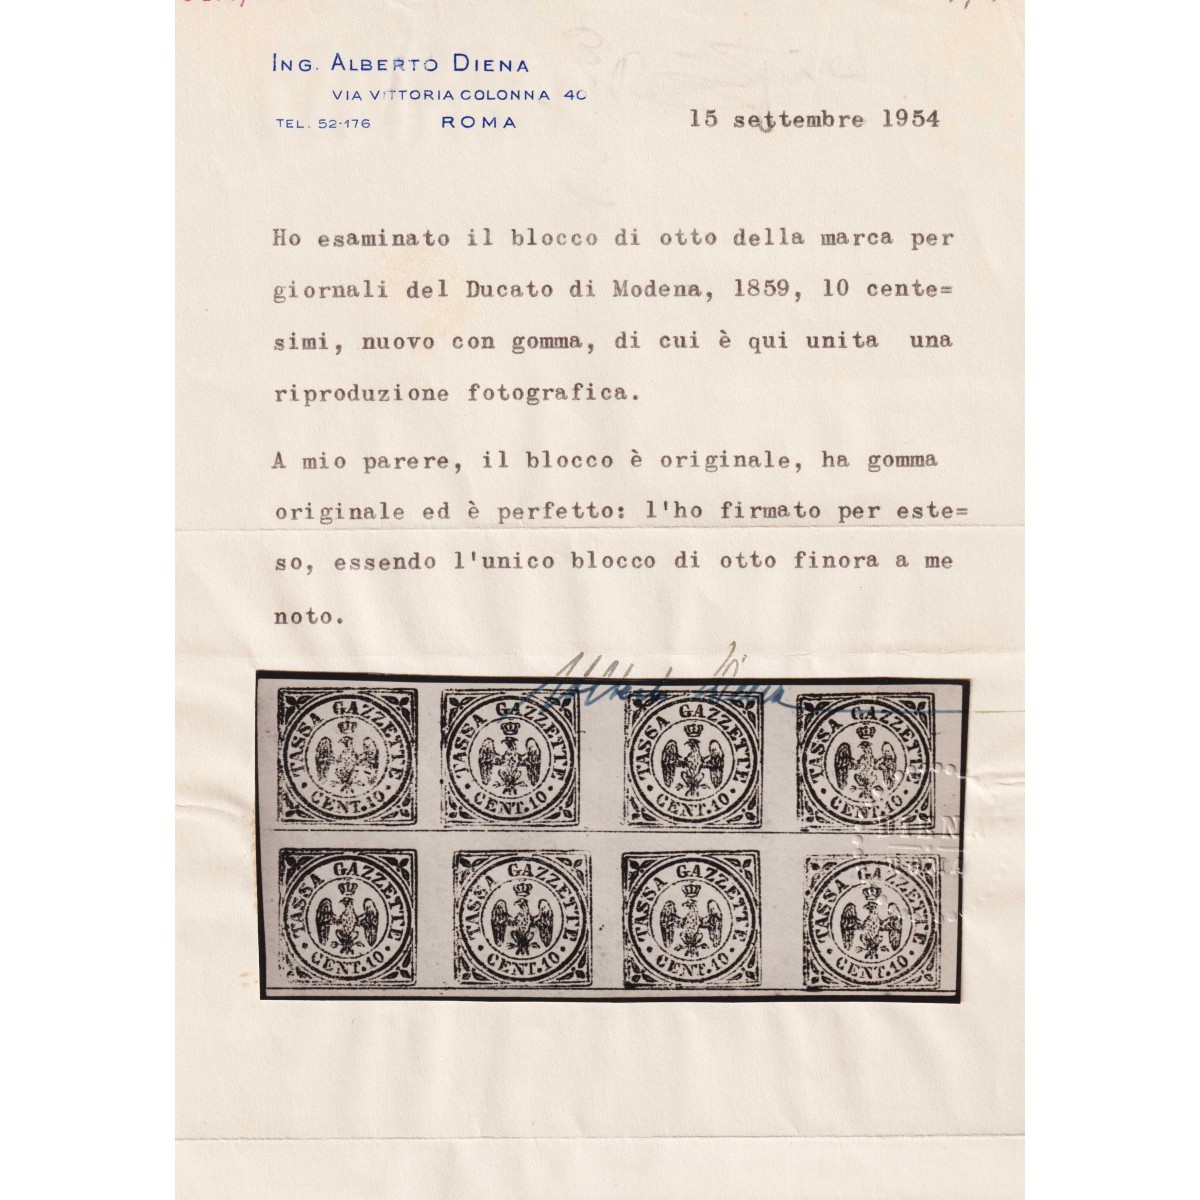 ING. ALBERTO DIENA
VIA VITTORIA COLONNA 40
TEL. 52-176 ROMA
15 settembre 1954
Ho esaminato il blocco di otto della marca per
giornali del Ducato di Modena, 1859, 10 cente=
simi, nuovo con gomma, di cui è qui unita una
riproduzione fotografica.
A mio parere, il blocco è originale, ha gomma
originale ed è perfetto: l'ho firmato per este=
so, essendo l'unico blocco di otto finora a me
noto.
Alberto Diena
TASSA GAZZETTE
CENT. 10
TASSA GAZZETTE
CENT. 10
TASSA GAZZETTE
CENT. 10
TASSA GAZZETTE
CENT. 10
DIENA
ROMA
TASSA GAZZETTE
CENT. 10
TASSA GAZZETTE
CENT. 10
TASSA GAZZETTE
CENT. 10
TASSA GAZZETTE
CENT. 10